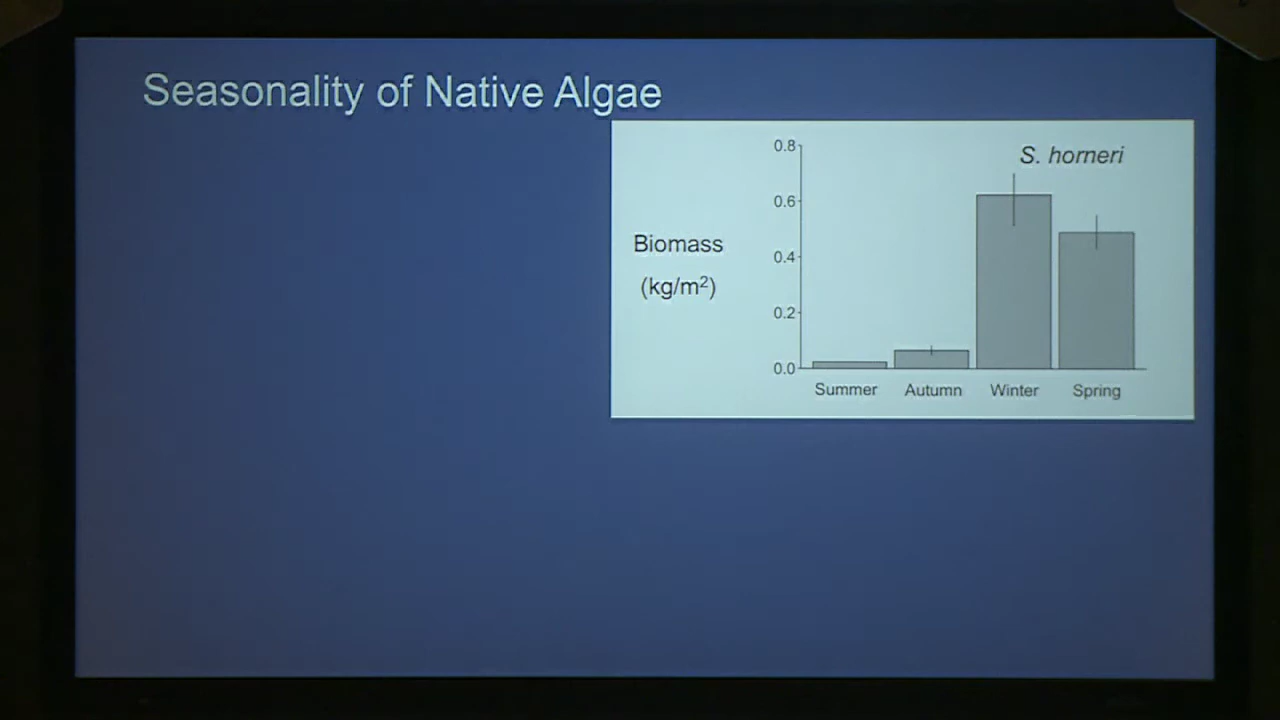 Seasonality of Native Algae
S. horneri
Biomass
(kg/m²)
0.8
0.6
0.4
0.2
0.0
Summer Autumn Winter Spring